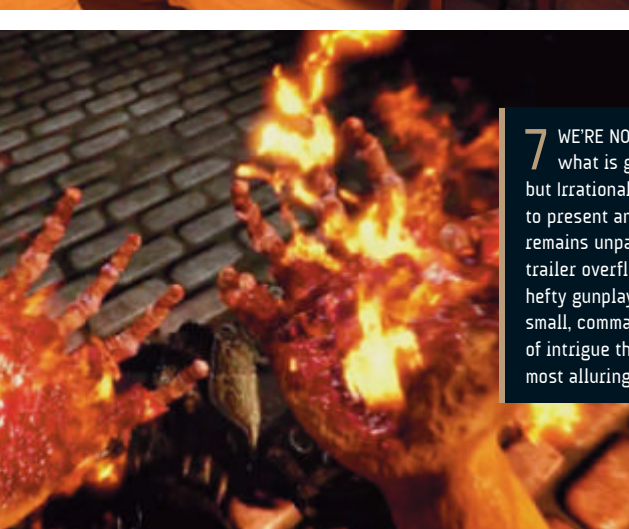 7 WE'RE NO
what is g
but Irrational
to present an
remains unpa
trailer overfl
hefty gunplay
small, comma
of intrigue th
most alluring